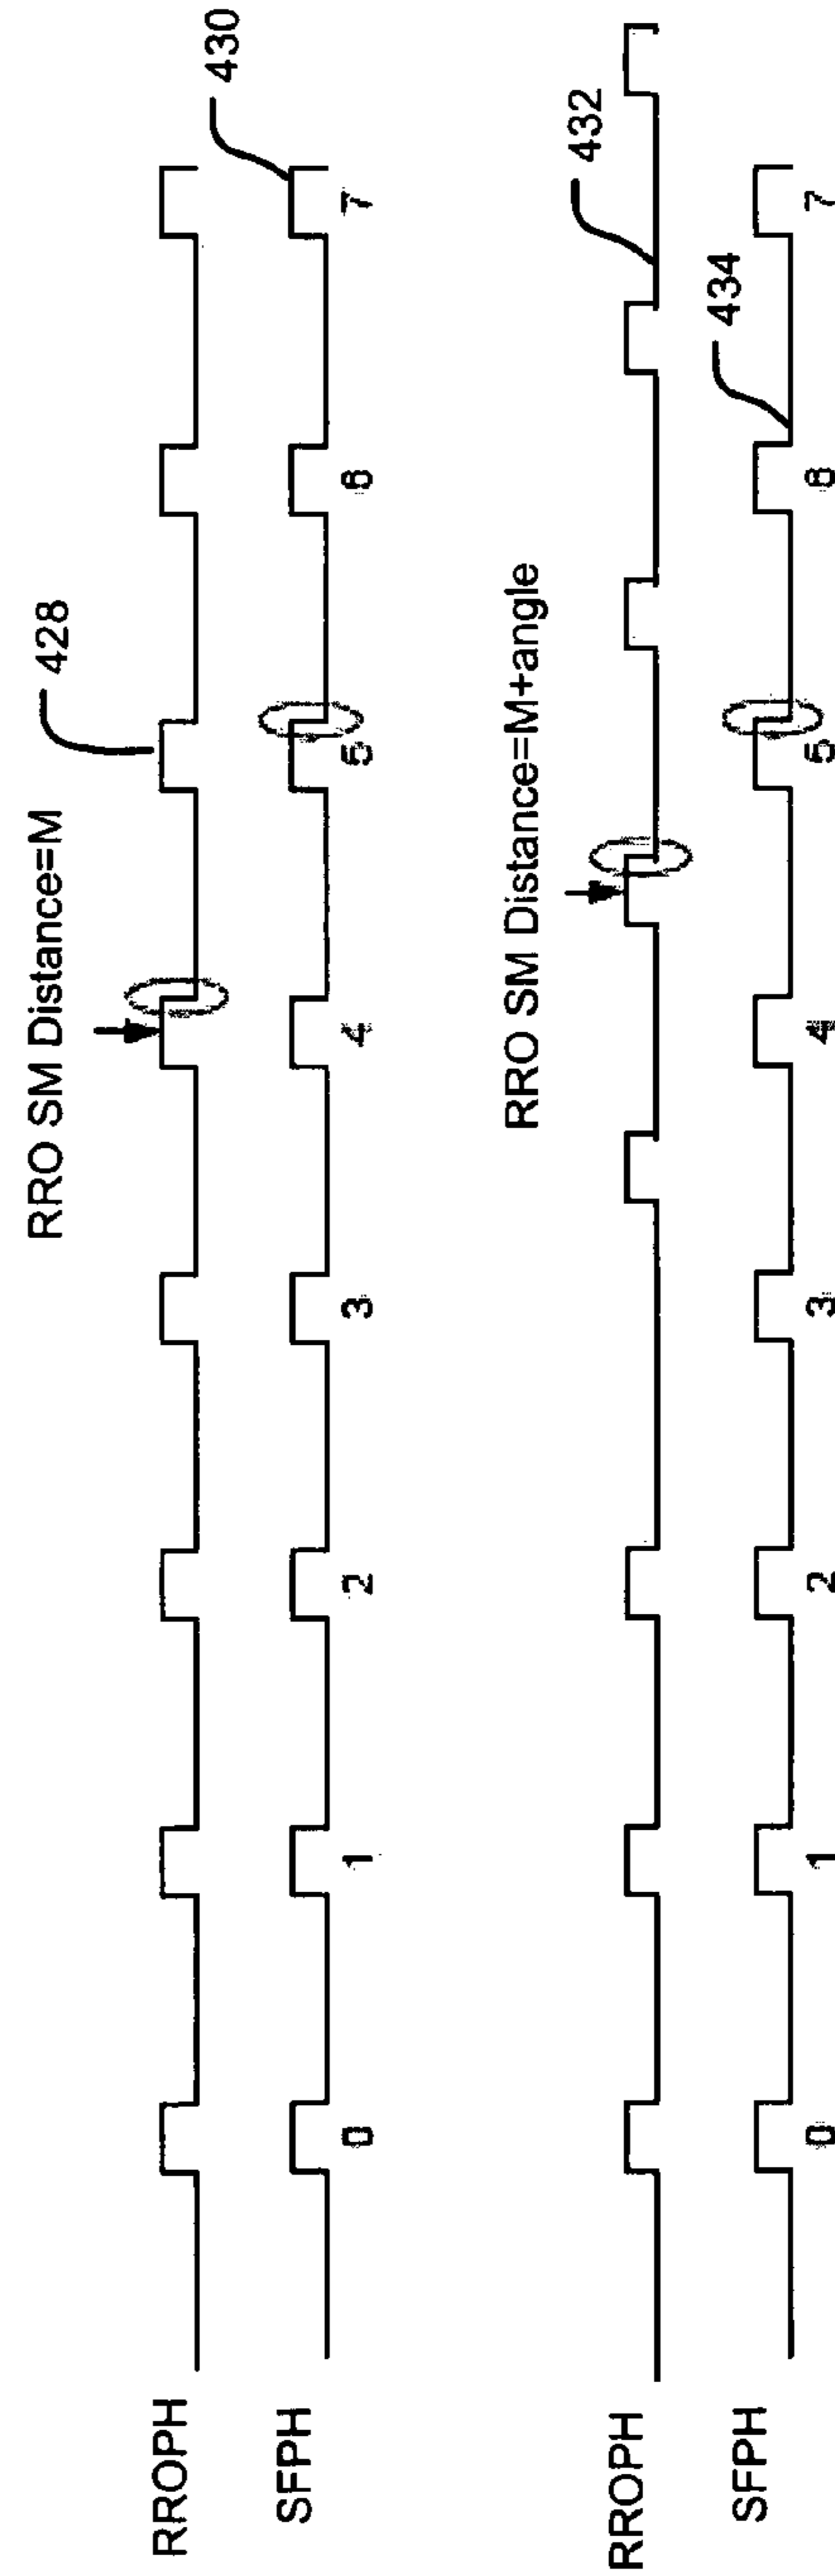 RRO SM Distance=M
428
RROPH
430
SFPH
0 1 2 3 4 5 6 7
RRO SM Distance=M+angle
432
RROPH
434
SFPH
0 1 2 3 4 5 6 7